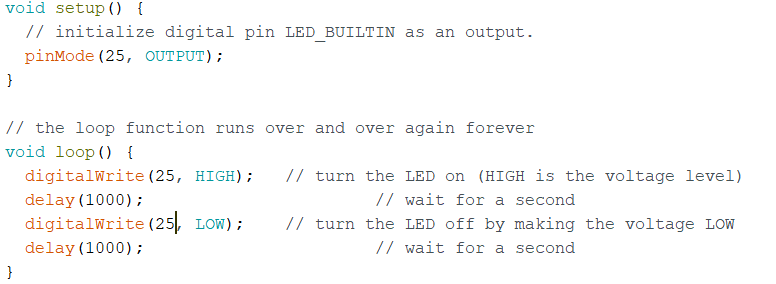 void setup() {
  // initialize digital pin LED_BUILTIN as an output.
  pinMode(25, OUTPUT);
}

// the loop function runs over and over again forever
void loop() {
  digitalWrite(25, HIGH);   // turn the LED on (HIGH is the voltage level)
  delay(1000);                       // wait for a second
  digitalWrite(25, LOW);    // turn the LED off by making the voltage LOW
  delay(1000);                       // wait for a second
}